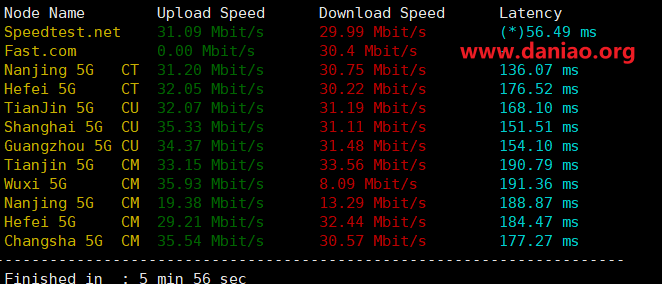 Node Name Upload Speed Download Speed Latency
Speedtest.net 31.09 Mbit/s 29.99 Mbit/s (*)56.49 ms
Fast.com 0.00 Mbit/s 30.4 Mbit/s -
www.daniao.org
Nanjing 5G CT 31.20 Mbit/s 30.75 Mbit/s 136.07 ms
Hefei 5G CT 32.05 Mbit/s 30.22 Mbit/s 176.52 ms
TianJin 5G CU 32.07 Mbit/s 31.19 Mbit/s 168.10 ms
Shanghai 5G CU 35.33 Mbit/s 31.11 Mbit/s 151.51 ms
Guangzhou 5G CU 34.37 Mbit/s 31.48 Mbit/s 154.10 ms
Tianjin 5G CM 33.15 Mbit/s 33.56 Mbit/s 190.79 ms
Wuxi 5G CM 35.93 Mbit/s 8.09 Mbit/s 191.36 ms
Nanjing 5G CM 19.38 Mbit/s 13.29 Mbit/s 188.87 ms
Hefei 5G CM 29.21 Mbit/s 32.44 Mbit/s 184.47 ms
Changsha 5G CM 35.54 Mbit/s 30.57 Mbit/s 177.27 ms
----------------------------------------------------------------------
Finished in : 5 min 56 sec